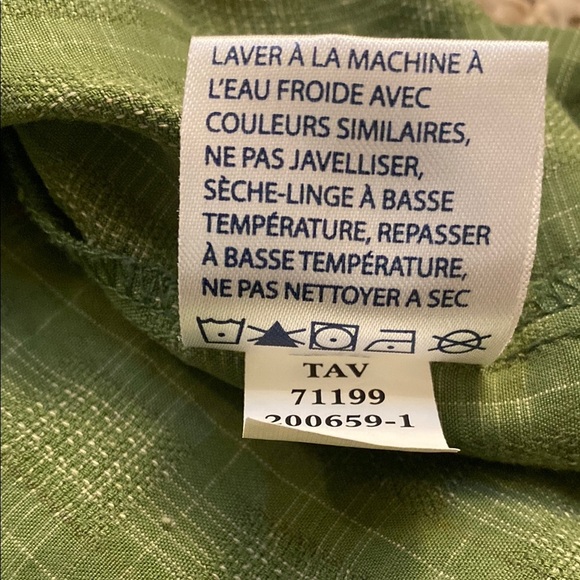 LAVER À LA MACHINE À
L'EAU FROIDE AVEC
COULEURS SIMILAIRES,
NE PAS JAVELLISER,
SÈCHE-LINGE À BASSE
TEMPÉRATURE, REPASSER
À BASSE TEMPÉRATURE,
NE PAS NETTOYER A SEC
TAV
71199
200659-1